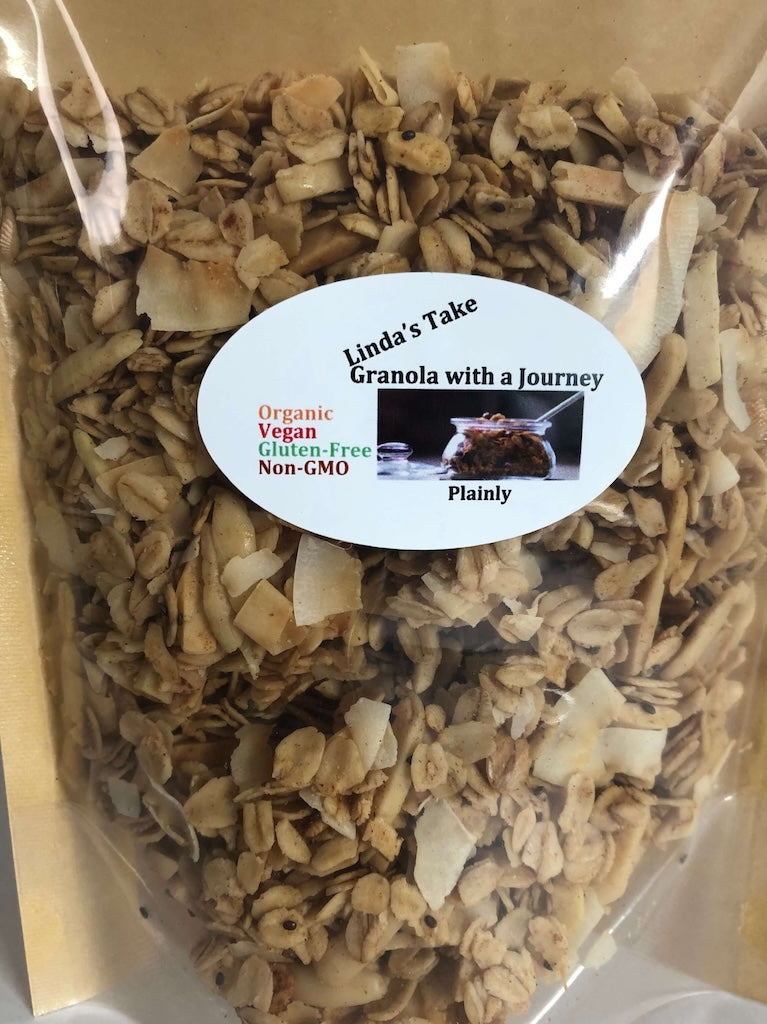 Linda's Take
Granola with a Journey
Organic
Vegan
Gluten-Free
Non-GMO
Plainly